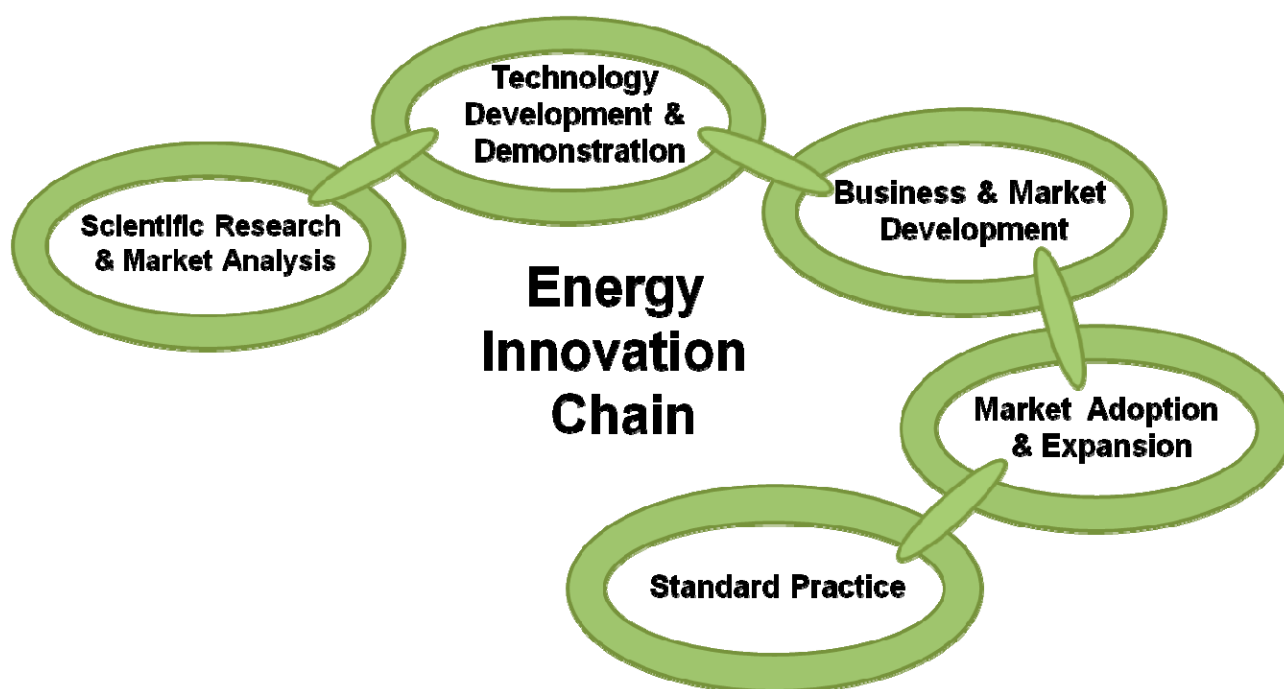 Technology
Development &
Demonstration
Scientific Research
& Market Analysis
Business & Market
Development
Energy
Innovation
Chain
Market Adoption
& Expansion
Standard Practice